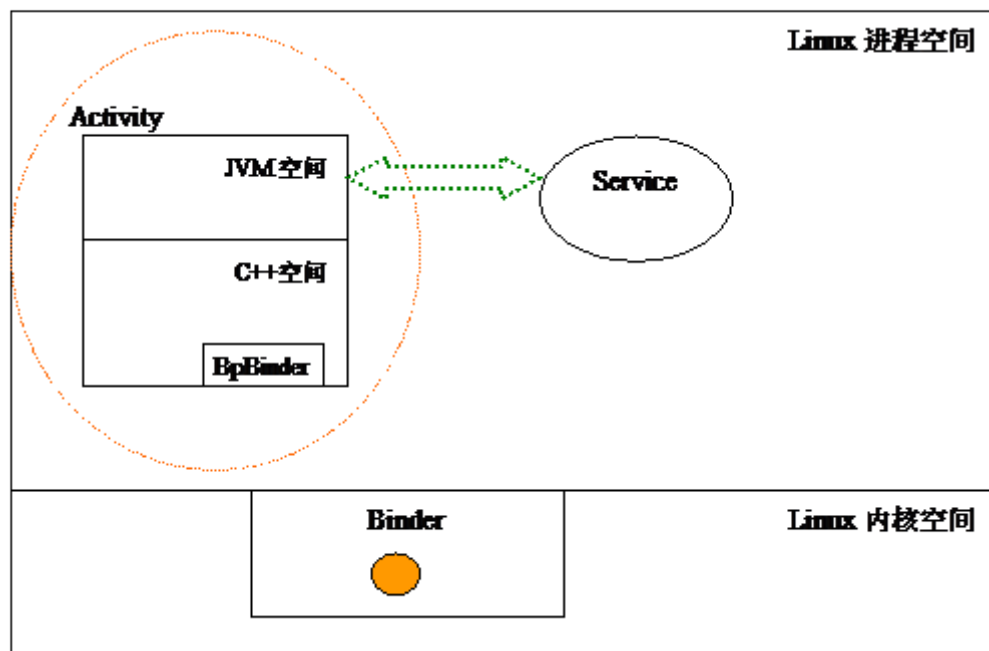 Linux 进程空间
Activity
JVM空间
Service
C++空间
BpBinder
Binder
Linux 内核空间